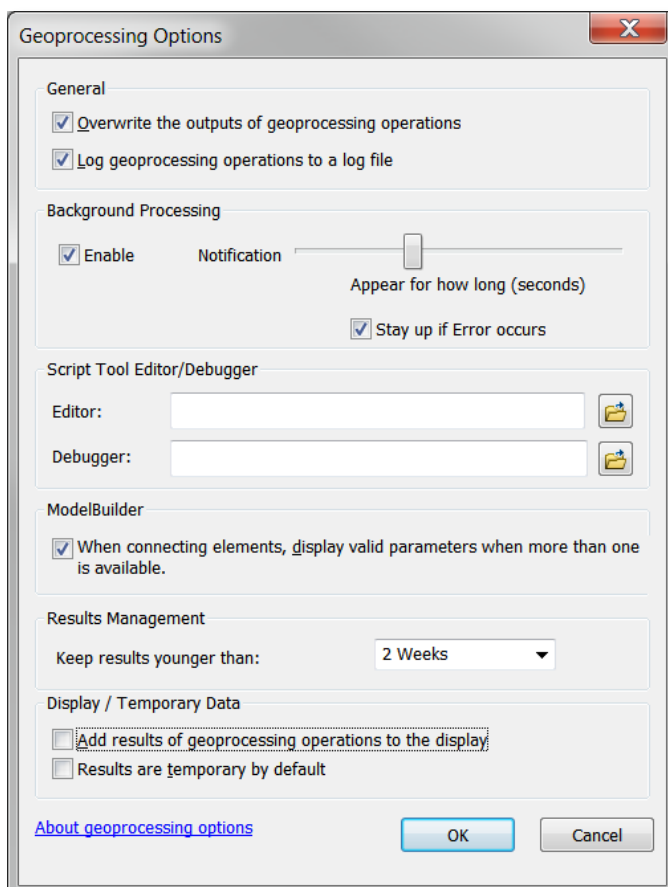 Geoprocessing Options
General
Overwrite the outputs of geoprocessing operations
Log geoprocessing operations to a log file
Background Processing
Enable
Notification
Appear for how long (seconds)
Stay up if Error occurs
Script Tool Editor/Debugger
Editor:
Debugger:
ModelBuilder
When connecting elements, display valid parameters when more than one
is available.
Results Management
Keep results younger than:
2 Weeks
Display / Temporary Data
Add results of geoprocessing operations to the display
Results are temporary by default
About geoprocessing options
OK
Cancel